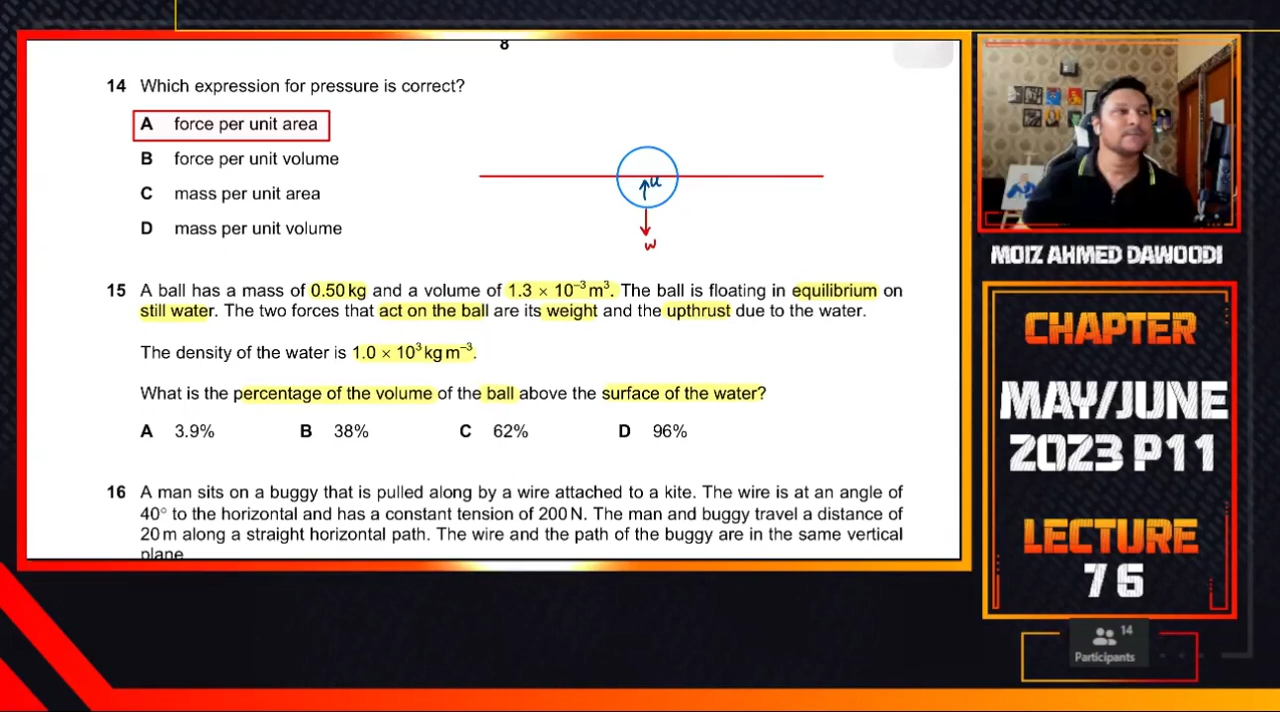 8
14 Which expression for pressure is correct?
A force per unit area
B force per unit volume
C mass per unit area
D mass per unit volume
u
w
15 A ball has a mass of 0.50 kg and a volume of 1.3 × 10⁻³ m³. The ball is floating in equilibrium on
still water. The two forces that act on the ball are its weight and the upthrust due to the water.
The density of the water is 1.0 × 10³ kg m⁻³.
What is the percentage of the volume of the ball above the surface of the water?
A 3.9% B 38% C 62% D 96%
16 A man sits on a buggy that is pulled along by a wire attached to a kite. The wire is at an angle of
40° to the horizontal and has a constant tension of 200 N. The man and buggy travel a distance of
20 m along a straight horizontal path. The wire and the path of the buggy are in the same vertical
plane
MOIZ AHMED DAWOODI
CHAPTER
MAY/JUNE
2023 P11
LECTURE
76
14
Participants